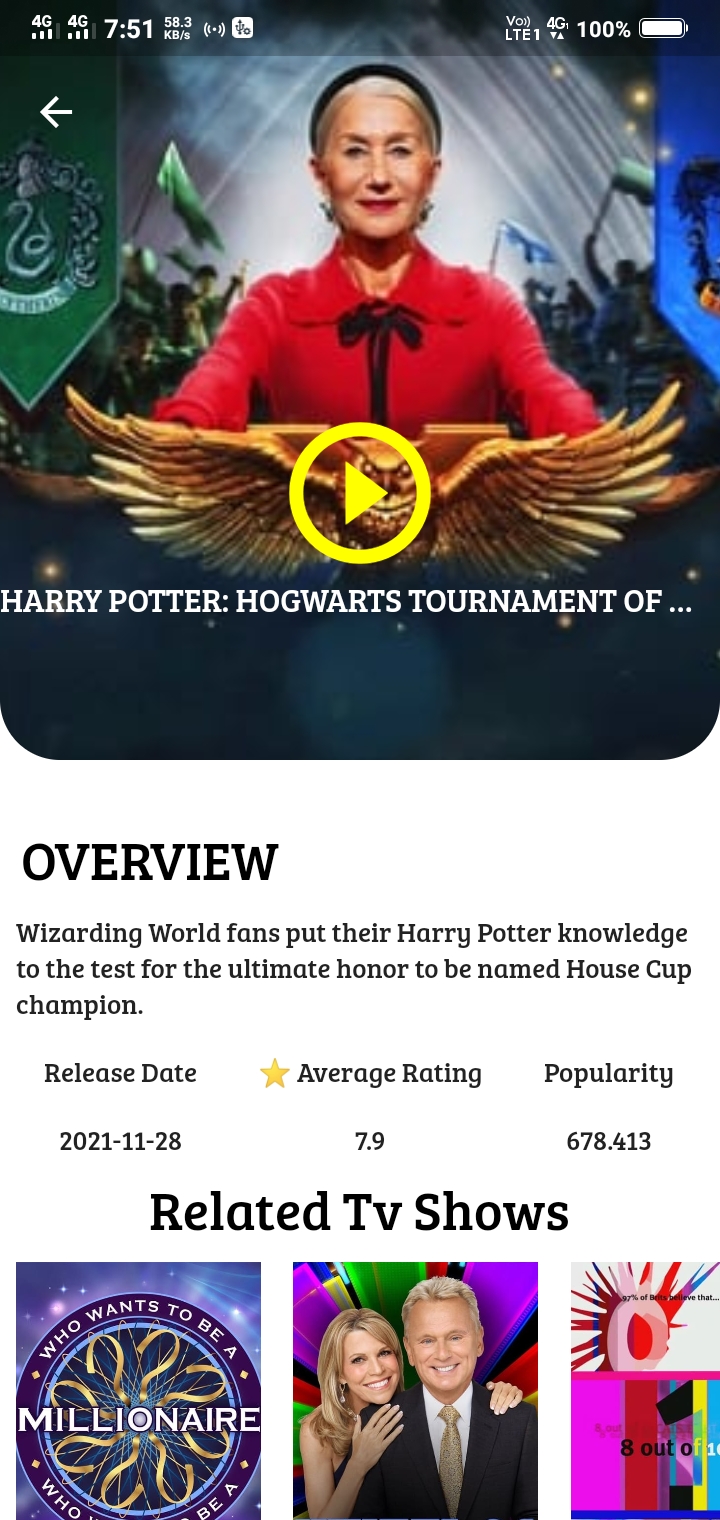 4G 4G 7:51 58.3 KB/s Vo) LTE1 4G 100%
HARRY POTTER: HOGWARTS TOURNAMENT OF ...
OVERVIEW
Wizarding World fans put their Harry Potter knowledge
to the test for the ultimate honor to be named House Cup
champion.
Release Date ⭐ Average Rating Popularity
2021-11-28 7.9 678.413
Related Tv Shows
WHO WANTS TO BE A
MILLIONAIRE
WHO BE A
97% of Brits believe that...
8 out of 10